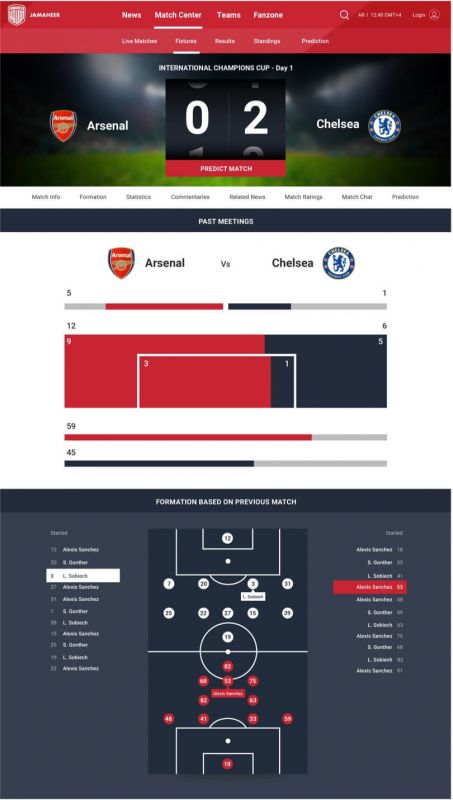 JAMAHEER
News Match Center Teams Fanzone
AR | 12:40 GMT+4 Login
Live Matches Fixtures Results Standings Prediction
INTERNATIONAL CHAMPIONS CUP - Day 1
Arsenal 0 2 Chelsea
PREDICT MATCH
Match Info Formation Statistics Commentaries Related News Match Ratings Match Chat Prediction
PAST MEETINGS
Arsenal Vs Chelsea
5 1
12 6
9 5
3 1
59
45
FORMATION BASED ON PREVIOUS MATCH
Started
12 Alexis Sanchez
20 S. Gonther
3 L. Sobiech
27 Alexis Sanchez
31 Alexis Sanchez
7 S. Gonther
39 L. Sobiech
15 Alexis Sanchez
25 S. Gonther
19 L. Sobiech
22 Alexis Sanchez
12
7 20 3 31
L. Sobiech
25 22 27 15 39
19
82
68 53 75
Alexis Sanchez
82 63
48 41 33 59
18
Started
Alexis Sanchez 18
S. Gonther 33
L. Sobiech 41
Alexis Sanchez 53
Alexis Sanchez 48
S. Gonther 59
L. Sobiech 63
Alexis Sanchez 75
S. Gonther 68
L. Sobiech 82
Alexis Sanchez 91